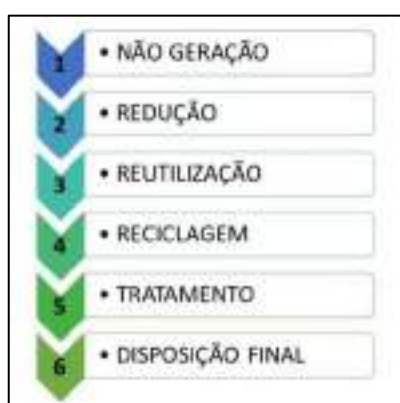 1 • NÃO GERAÇÃO
2 • REDUÇÃO
3 • REUTILIZAÇÃO
4 • RECICLAGEM
5 • TRATAMENTO
6 • DISPOSIÇÃO FINAL